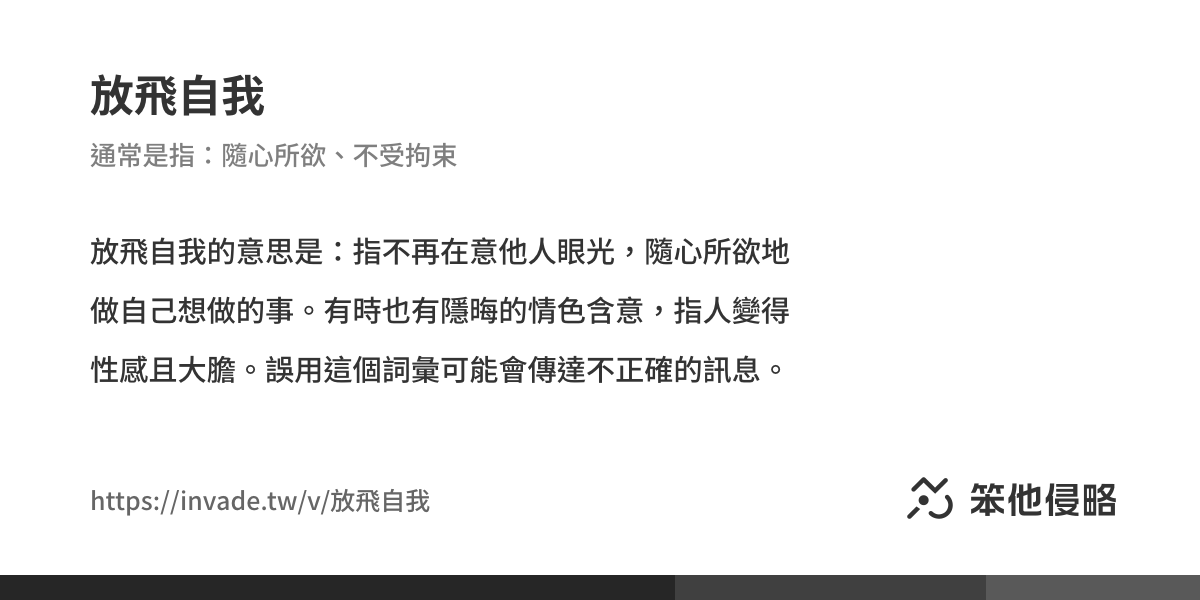 放飛自我
通常是指：隨心所欲、不受拘束
放飛自我的意思是：指不再在意他人眼光，隨心所欲地
做自己想做的事。有時也有隱晦的情色含意，指人變得
性感且大膽。誤用這個詞彙可能會傳達不正確的訊息。
https://invade.tw/v/放飛自我
笨他侵略